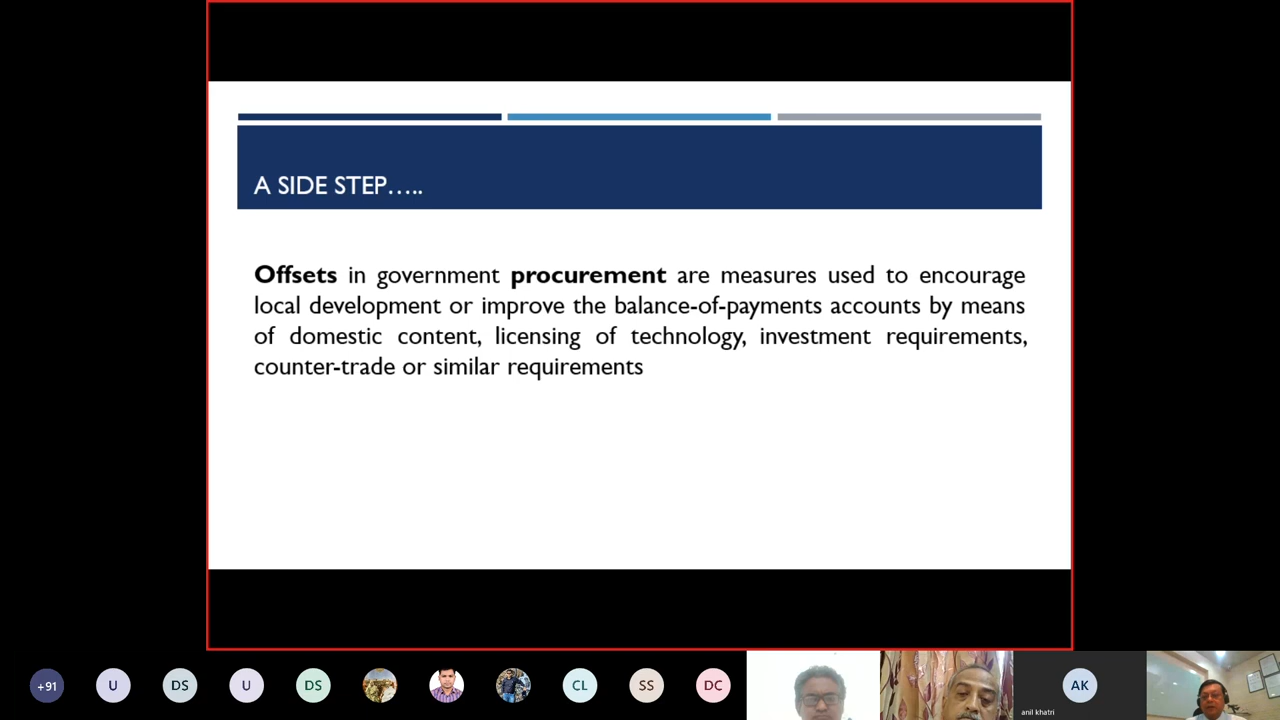 A SIDE STEP.....
Offsets in government procurement are measures used to encourage
local development or improve the balance-of-payments accounts by means
of domestic content, licensing of technology, investment requirements,
counter-trade or similar requirements
+91
U
DS
U
DS
CL
SS
DC
AK
anil khatri